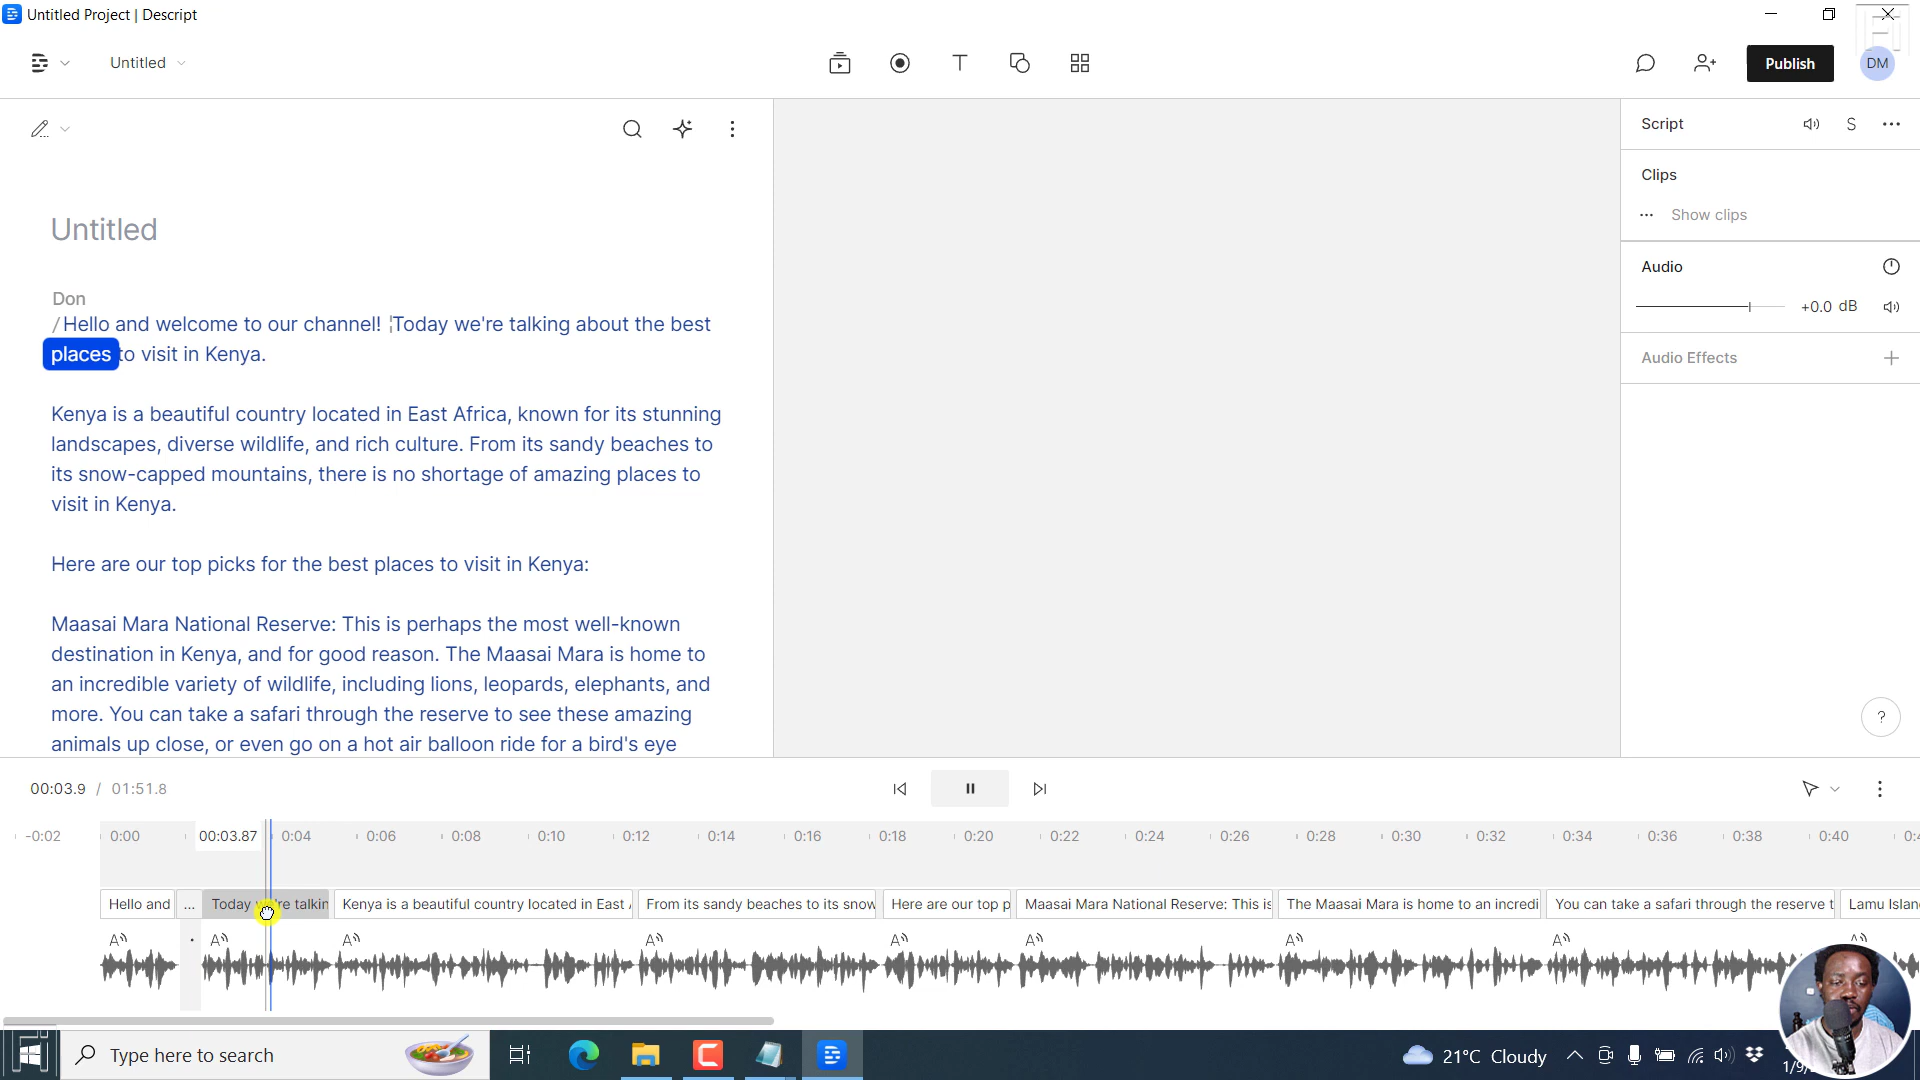 Untitled Project | Descript
Untitled
Publish
DM
Script
S
Clips
Show clips
Untitled
Audio
Don
+0.0 dB
/Hello and welcome to our channel! ¦Today we're talking about the best
places to visit in Kenya.
Audio Effects
Kenya is a beautiful country located in East Africa, known for its stunning
landscapes, diverse wildlife, and rich culture. From its sandy beaches to
its snow-capped mountains, there is no shortage of amazing places to
visit in Kenya.
Here are our top picks for the best places to visit in Kenya:
Maasai Mara National Reserve: This is perhaps the most well-known
destination in Kenya, and for good reason. The Maasai Mara is home to
an incredible variety of wildlife, including lions, leopards, elephants, and
more. You can take a safari through the reserve to see these amazing
animals up close, or even go on a hot air balloon ride for a bird's eye
?
00:03.9 / 01:51.8
-0:02 0:00 00:03.87 0:04 0:06 0:08 0:10 0:12 0:14 0:16 0:18 0:20 0:22 0:24 0:26 0:28 0:30 0:32 0:34 0:36 0:38 0:40
Hello and ... Today talkin Kenya is a beautiful country located in East From its sandy beaches to its snow Here are our top p Maasai Mara National Reserve: This is The Maasai Mara is home to an incredi You can take a safari through the reserve t Lamu Islan
Type here to search
21°C Cloudy
1/9/